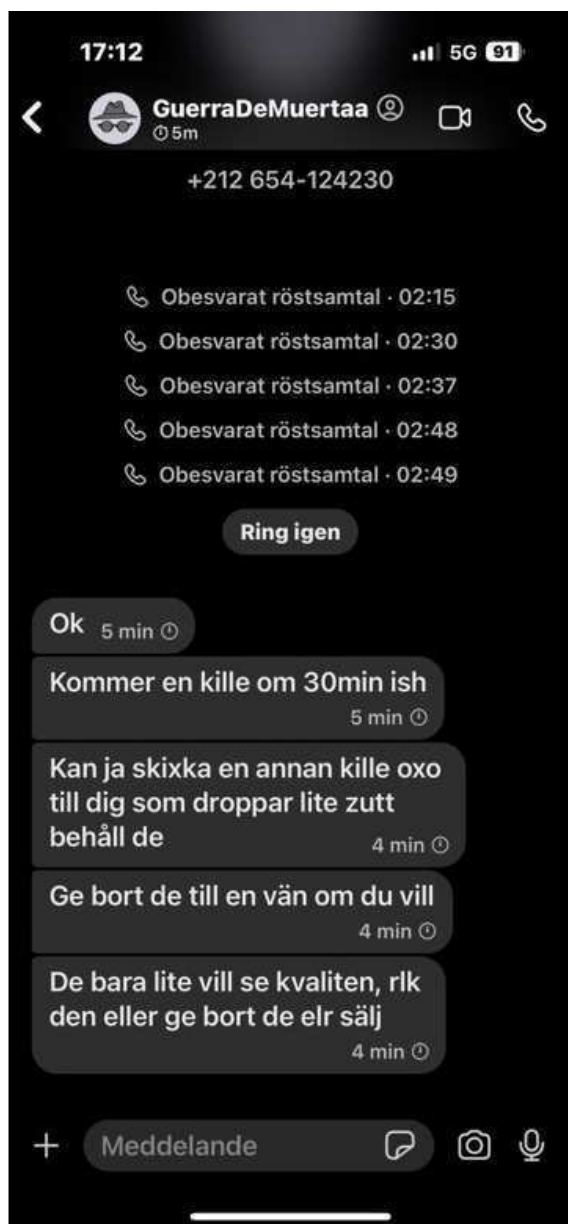 17:12
5G 91
GuerraDeMuertaa
5m
+212 654-124230
Obesvarat röstsamtal · 02:15
Obesvarat röstsamtal · 02:30
Obesvarat röstsamtal · 02:37
Obesvarat röstsamtal · 02:48
Obesvarat röstsamtal · 02:49
Ring igen
Ok 5 min
Kommer en kille om 30min ish
5 min
Kan ja skixka en annan kille oxo
till dig som droppar lite zutt
behåll de 4 min
Ge bort de till en vän om du vill
4 min
De bara lite vill se kvaliten, rlk
den eller ge bort de elr sälj
4 min
Meddelande